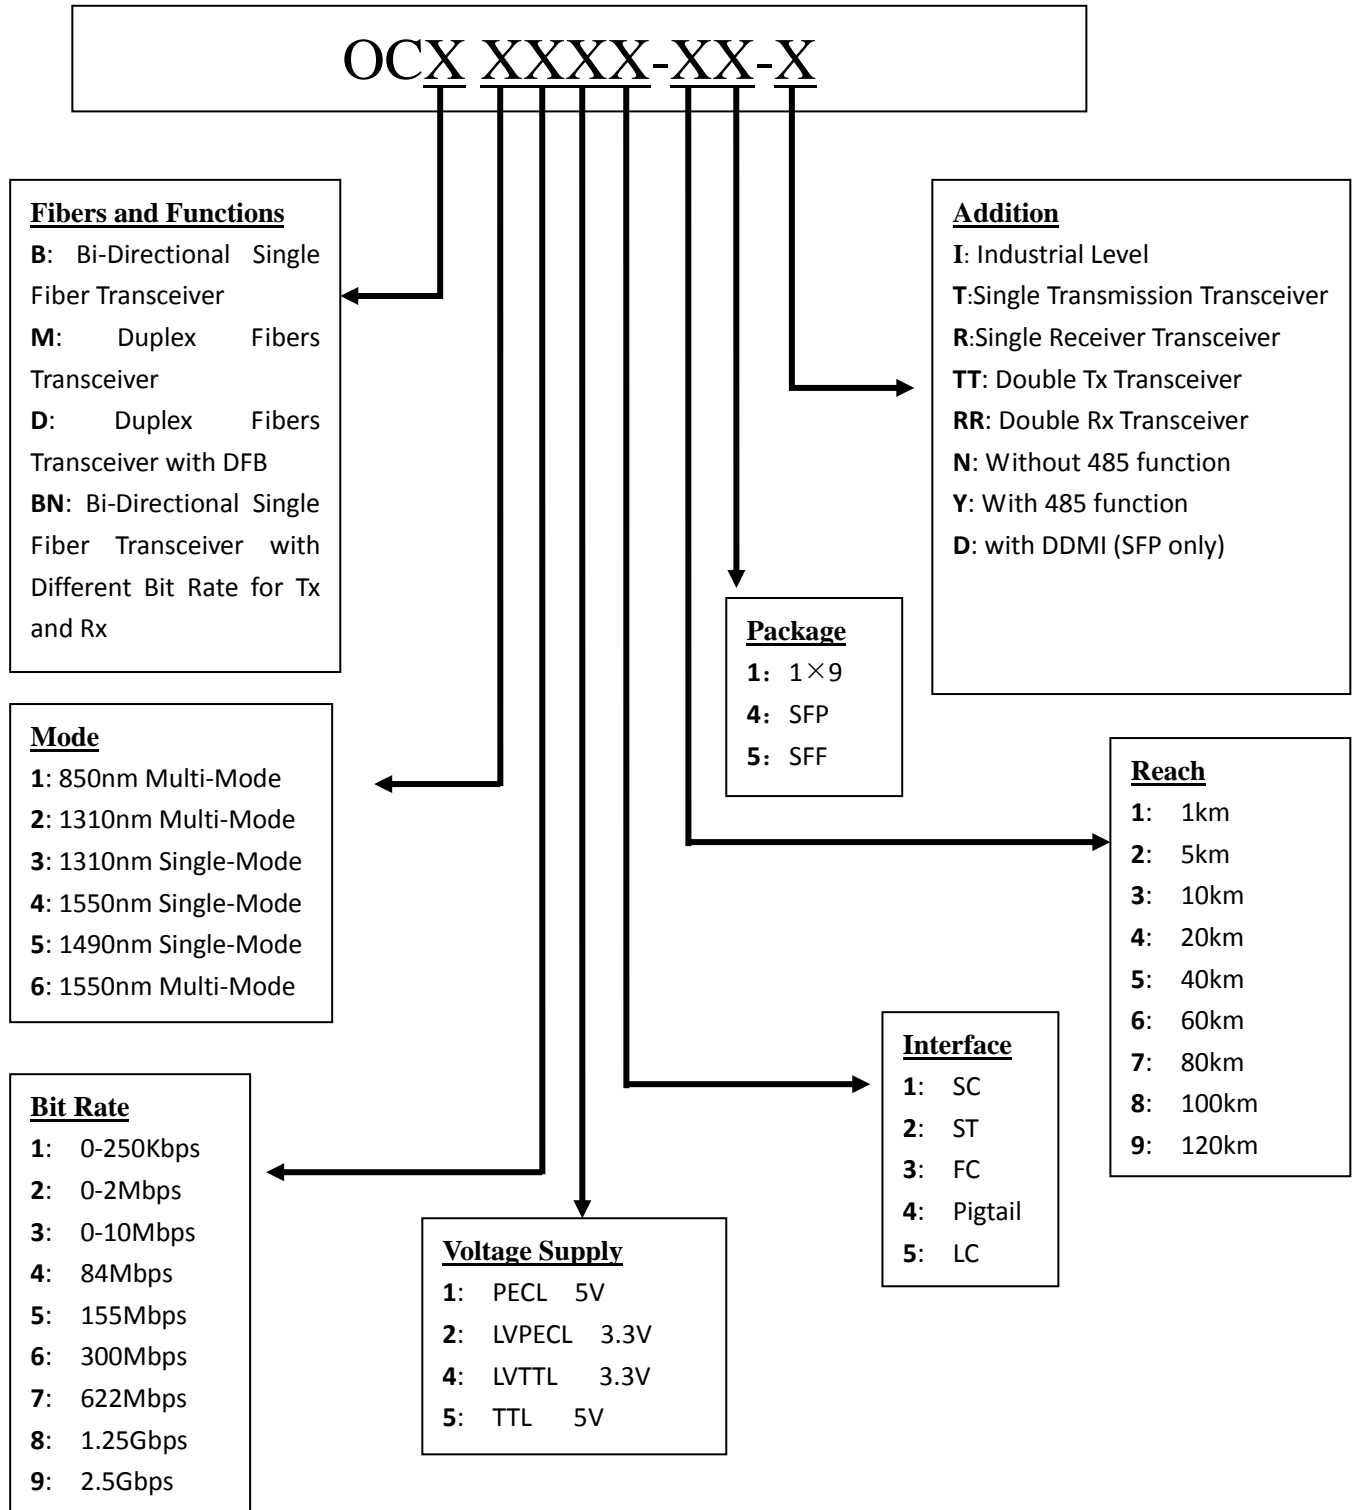 OCX XXXX-XX-X
Fibers and Functions
B: Bi-Directional Single
Fiber Transceiver
M: Duplex Fibers
Transceiver
D: Duplex Fibers
Transceiver with DFB
BN: Bi-Directional Single
Fiber Transceiver with
Different Bit Rate for Tx
and Rx
Addition
I: Industrial Level
T:Single Transmission Transceiver
R:Single Receiver Transceiver
TT: Double Tx Transceiver
RR: Double Rx Transceiver
N: Without 485 function
Y: With 485 function
D: with DDMI (SFP only)
Package
1: 1×9
4: SFP
5: SFF
Mode
1: 850nm Multi-Mode
2: 1310nm Multi-Mode
3: 1310nm Single-Mode
4: 1550nm Single-Mode
5: 1490nm Single-Mode
6: 1550nm Multi-Mode
Reach
1: 1km
2: 5km
3: 10km
4: 20km
5: 40km
6: 60km
7: 80km
8: 100km
9: 120km
Interface
1: SC
2: ST
3: FC
4: Pigtail
5: LC
Bit Rate
1: 0-250Kbps
2: 0-2Mbps
3: 0-10Mbps
4: 84Mbps
5: 155Mbps
6: 300Mbps
7: 622Mbps
8: 1.25Gbps
9: 2.5Gbps
Voltage Supply
1: PECL 5V
2: LVPECL 3.3V
4: LVTTL 3.3V
5: TTL 5V